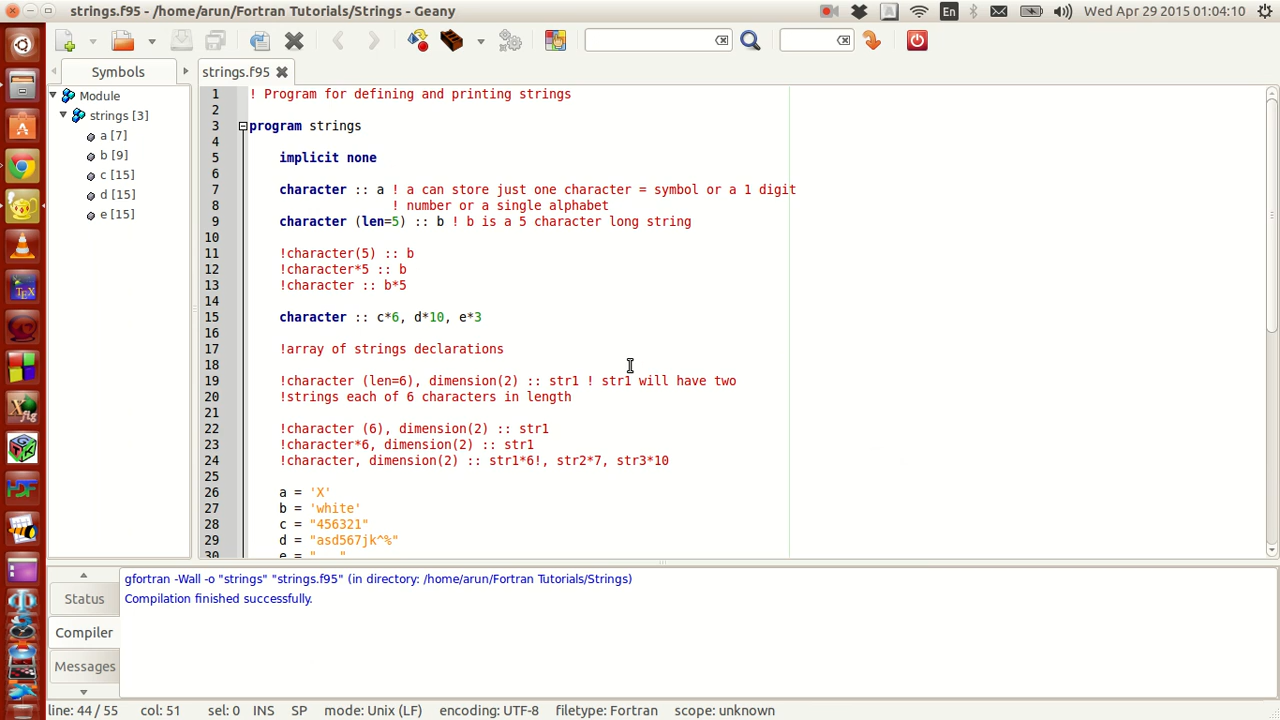 strings.f95 - /home/arun/Fortran Tutorials/Strings - Geany
En
Wed Apr 29 2015 01:04:10
Symbols
strings.f95
Module
strings [3]
a [7]
b [9]
c [15]
d [15]
e [15]
1 ! Program for defining and printing strings
2
3 program strings
4
5 implicit none
6
7 character :: a ! a can store just one character = symbol or a 1 digit
8 ! number or a single alphabet
9 character (len=5) :: b ! b is a 5 character long string
10
11 !character(5) :: b
12 !character*5 :: b
13 !character :: b*5
14
15 character :: c*6, d*10, e*3
16
17 !array of strings declarations
18
19 !character (len=6), dimension(2) :: str1 ! str1 will have two
20 !strings each of 6 characters in length
21
22 !character (6), dimension(2) :: str1
23 !character*6, dimension(2) :: str1
24 !character, dimension(2) :: str1*6!, str2*7, str3*10
25
26 a = 'X'
27 b = 'white'
28 c = "456321"
29 d = "asd567jk^%"
30 e = "
Status
Compiler
Messages
gfortran -Wall -o "strings" "strings.f95" (in directory: /home/arun/Fortran Tutorials/Strings)
Compilation finished successfully.
line: 44 / 55 col: 51 sel: 0 INS SP mode: Unix (LF) encoding: UTF-8 filetype: Fortran scope: unknown